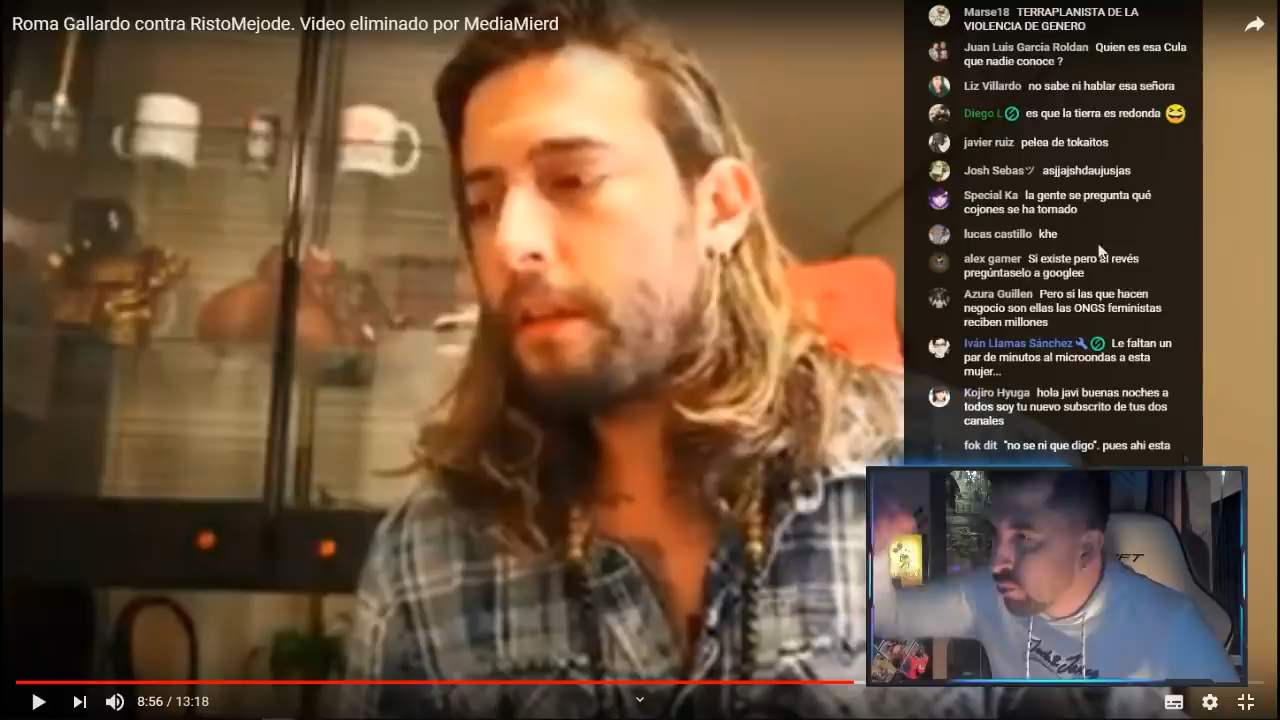 Roma Gallardo contra RistoMejode. Video eliminado por MediaMierd
Marse18 TERRAPLANISTA DE LA
VIOLENCIA DE GENERO
Juan Luis Garcia Roldan Quien es esa Cula
que nadie conoce ?
Liz Villardo no sabe ni hablar esa señora
Diego L es que la tierra es redonda 😆
javier ruiz pelea de tokaitos
Josh Sebasツ asjjajshdaujusjas
Special Ka la gente se pregunta qué
cojones se ha tomado
lucas castillo khe
alex gamer Si existe pero al revés
pregúntaselo a googlee
Azura Guillen Pero si las que hacen
negocio son ellas las ONGS feministas
reciben millones
Iván Llamas Sánchez Le faltan un
par de minutos al microondas a esta
mujer...
Kojiro Hyuga hola javi buenas noches a
todos soy tu nuevo subscrito de tus dos
canales
fok dit "no se ni que digo". pues ahi esta
8:56 / 13:18